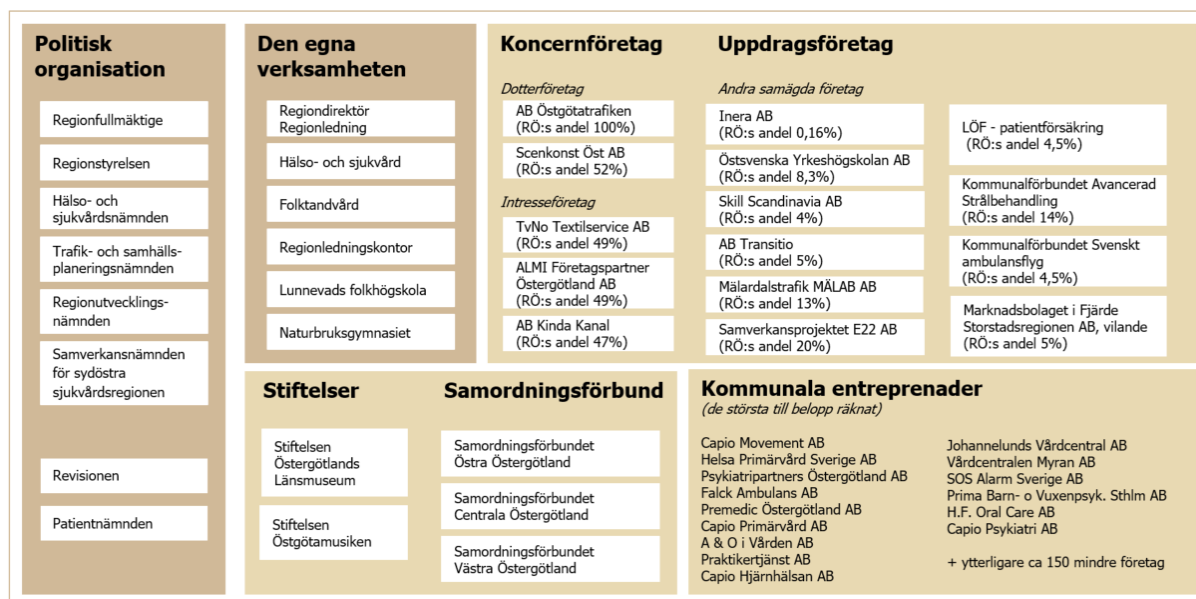 Politisk
organisation
Regionfullmäktige
Regionstyrelsen
Hälso- och
sjukvårdsnämnden
Trafik- och samhälls-
planeringsnämnden
Regionutvecklings-
nämnden
Samverkansnämnden
för sydöstra
sjukvårdsregionen
Revisionen
Patientnämnden
Den egna
verksamheten
Regiondirektör
Regionledning
Hälso- och sjukvård
Folktandvård
Regionledningskontor
Lunnevads folkhögskola
Naturbruksgymnasiet
Koncernföretag
Dotterföretag
AB Östgötatrafiken
(RÖ:s andel 100%)
Scenkonst Öst AB
(RÖ:s andel 52%)
Intresseföretag
TvNo Textilservice AB
(RÖ:s andel 49%)
ALMI Företagspartner
Östergötland AB
(RÖ:s andel 49%)
AB Kinda Kanal
(RÖ:s andel 47%)
Uppdragsföretag
Andra samägda företag
Inera AB
(RÖ:s andel 0,16%)
Östsvenska Yrkeshögskolan AB
(RÖ:s andel 8,3%)
Skill Scandinavia AB
(RÖ:s andel 4%)
AB Transitio
(RÖ:s andel 5%)
Mälardalstrafik MÄLAB AB
(RÖ:s andel 13%)
Samverkansprojektet E22 AB
(RÖ:s andel 20%)
LÖF - patientförsäkring
(RÖ:s andel 4,5%)
Kommunalförbundet Avancerad
Strålbehandling
(RÖ:s andel 14%)
Kommunalförbundet Svenskt
ambulansflyg
(RÖ:s andel 4,5%)
Marknadsbolaget i Fjärde
Storstadsregionen AB, vilande
(RÖ:s andel 5%)
Stiftelser
Stiftelsen
Östergötlands
Länsmuseum
Stiftelsen
Östgötamusiken
Samordningsförbund
Samordningsförbundet
Östra Östergötland
Samordningsförbundet
Centrala Östergötland
Samordningsförbundet
Västra Östergötland
Kommunala entreprenader
(de största till belopp räknat)
Capio Movement AB
Helsa Primärvård Sverige AB
Psykiatripartners Östergötland AB
Falck Ambulans AB
Premedic Östergötland AB
Capio Primärvård AB
A & O i Vården AB
Praktikertjänst AB
Capio Hjärnhälsan AB
Johannelunds Vårdcentral AB
Vårdcentralen Myran AB
SOS Alarm Sverige AB
Prima Barn- o Vuxenpsyk. Sthlm AB
H.F. Oral Care AB
Capio Psykiatri AB
+ ytterligare ca 150 mindre företag